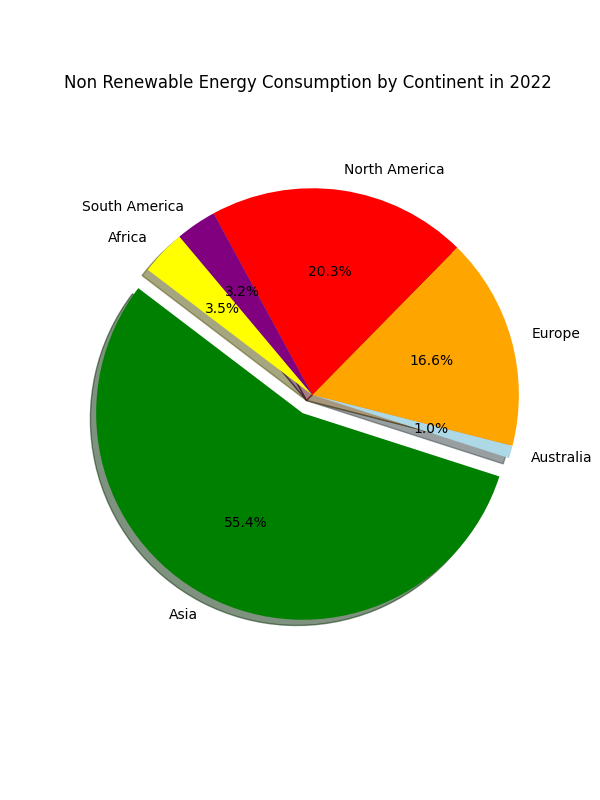 Non Renewable Energy Consumption by Continent in 2022
North America
South America
Africa
20.3%
3.2%
3.5%
Europe
16.6%
1.0%
Australia
55.4%
Asia